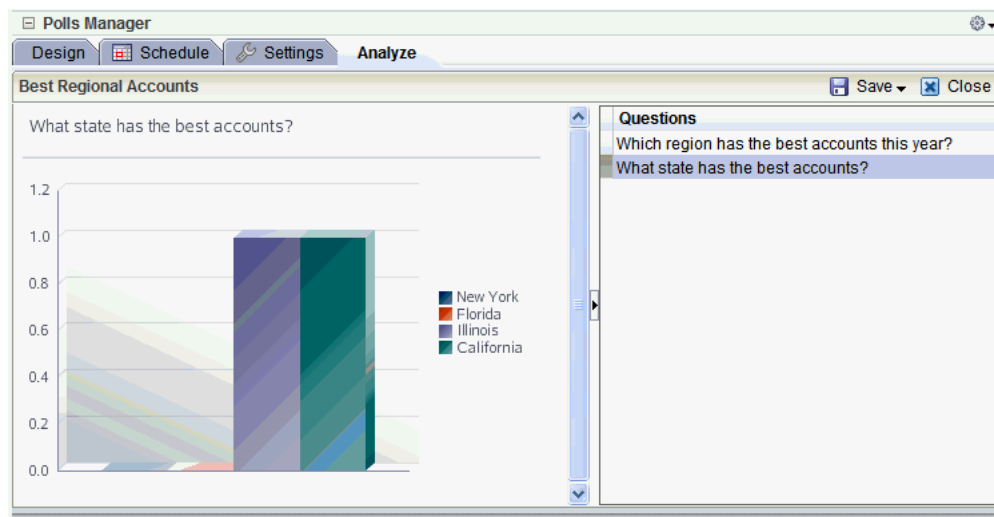 Polls Manager
Design Schedule Settings Analyze
Best Regional Accounts Save Close
What state has the best accounts?
1.2
1.0
0.8
0.6
0.4
0.2
0.0
New York
Florida
Illinois
California
Questions
Which region has the best accounts this year?
What state has the best accounts?